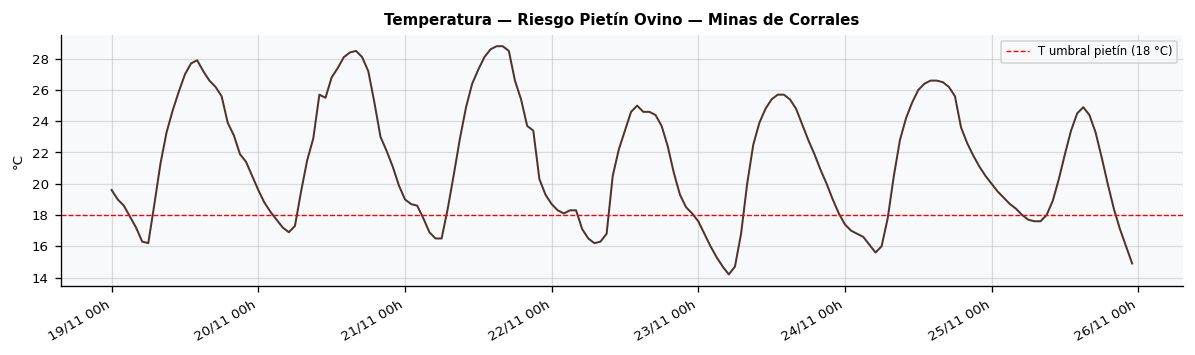 Temperatura — Riesgo Pietín Ovino — Minas de Corrales
T umbral pietín (18 °C)
°C
28
26
24
22
20
18
16
14
19/11 00h
20/11 00h
21/11 00h
22/11 00h
23/11 00h
24/11 00h
25/11 00h
26/11 00h